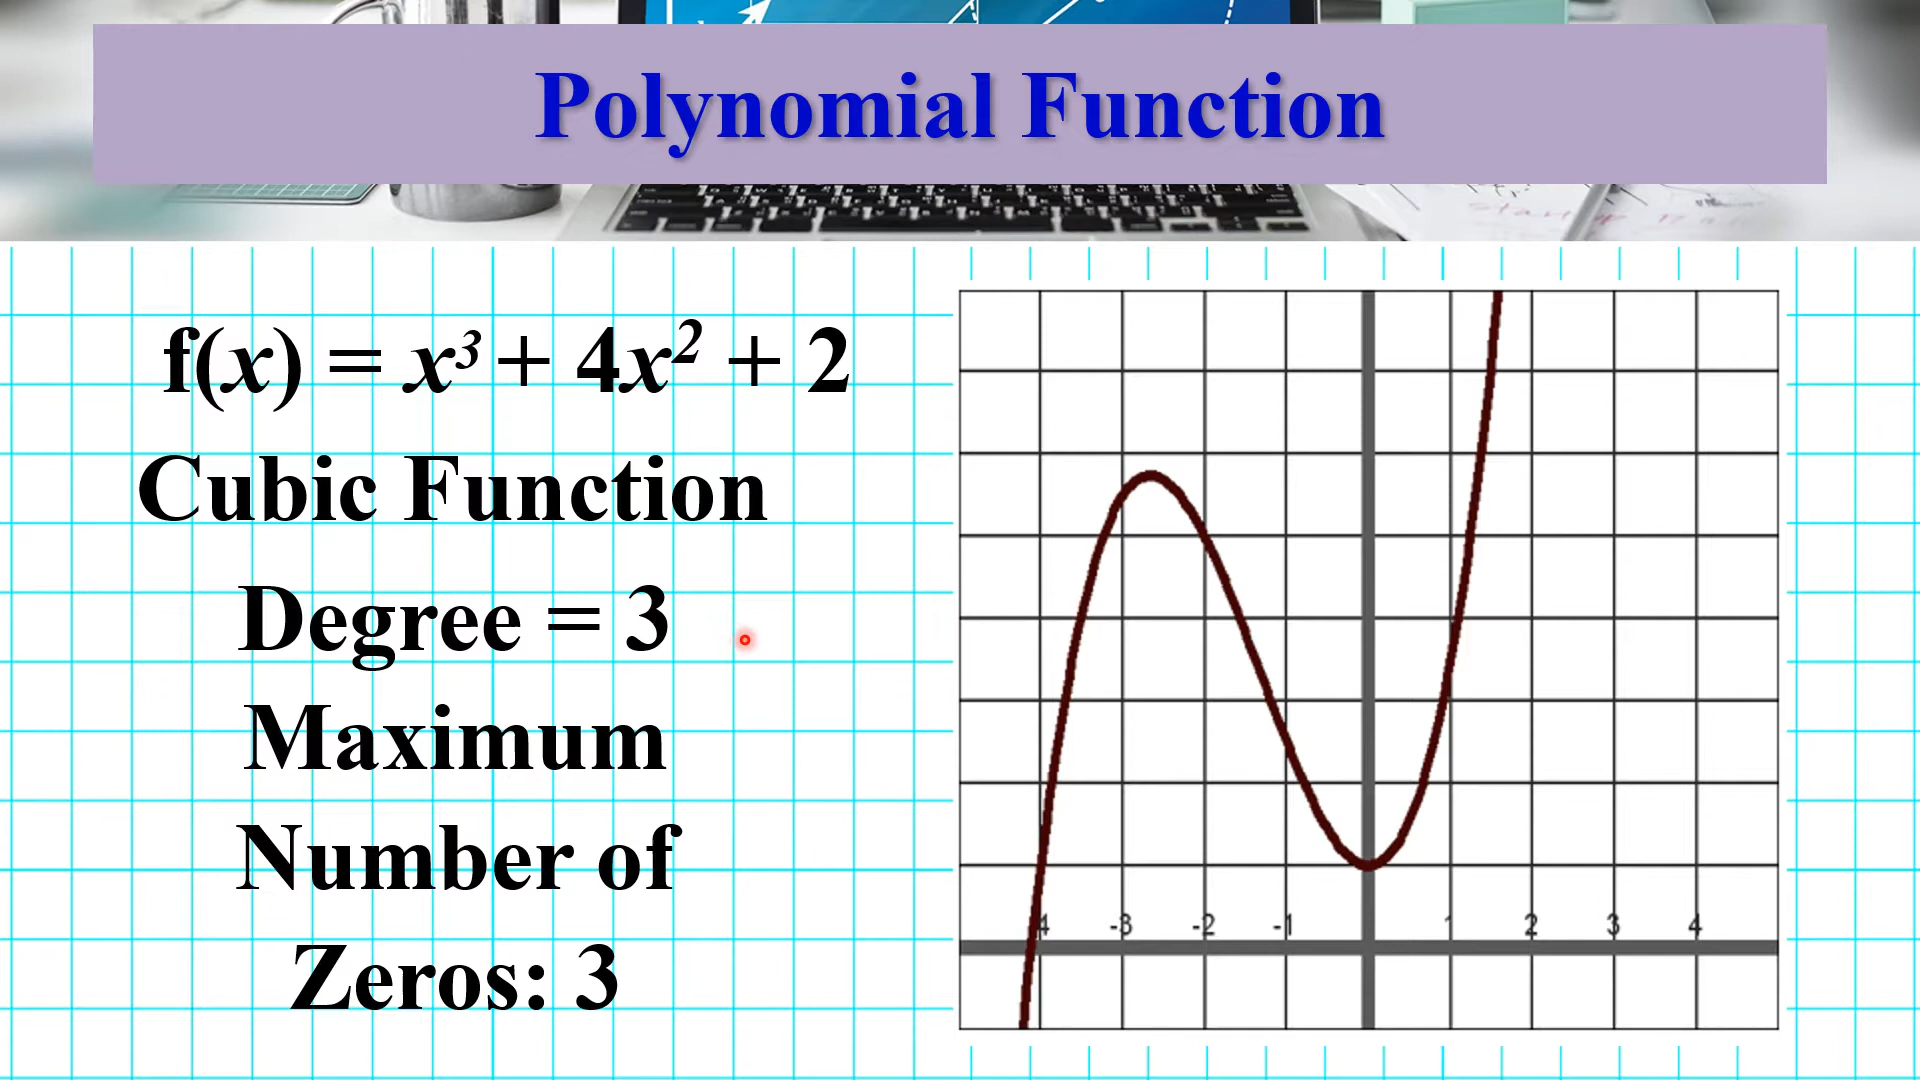 Polynomial Function
f(x) = x³ + 4x² + 2
Cubic Function
Degree = 3
Maximum
Number of
Zeros: 3
4 -3 -2 -1 1 2 3 4